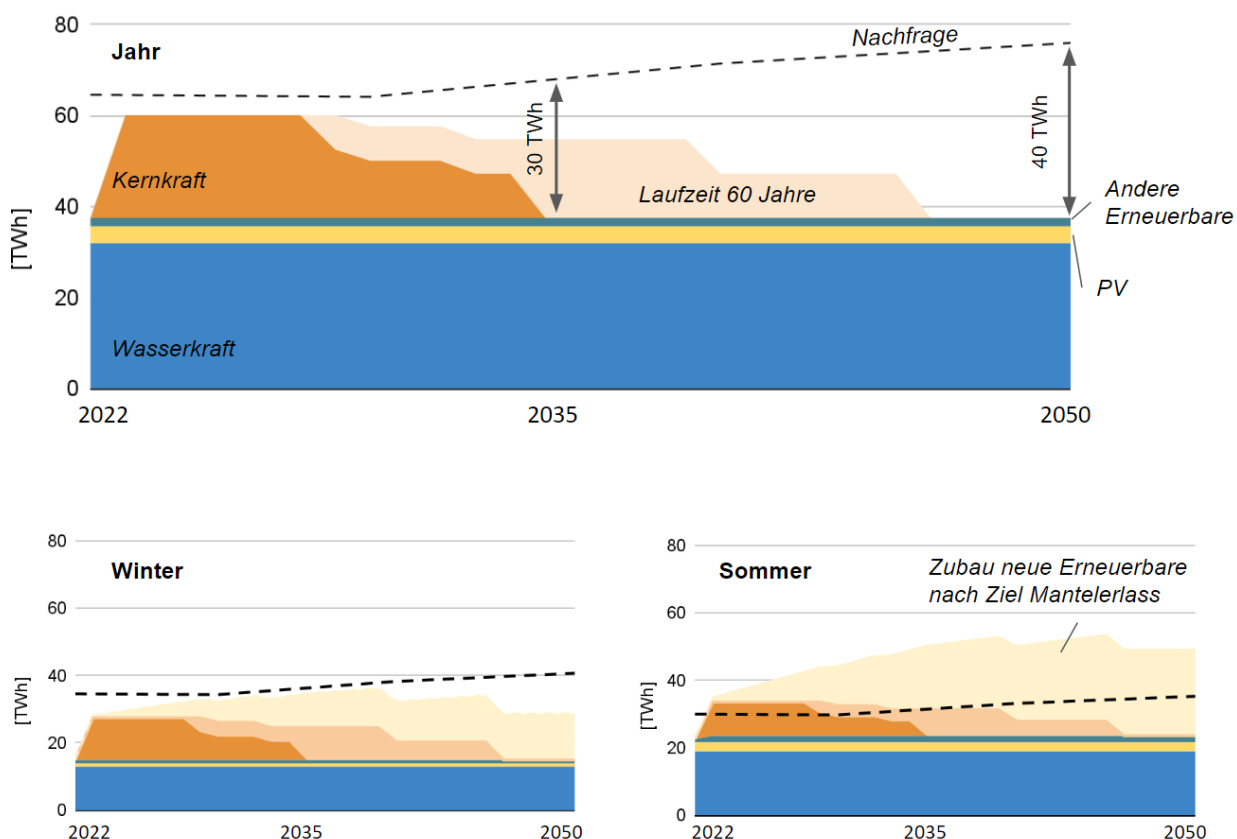 80
Jahr
Nachfrage
60
30 TWh
40 TWh
Kernkraft
Laufzeit 60 Jahre
Andere
Erneuerbare
40
[TWh]
PV
20
Wasserkraft
0
2022
2035
2050
80
Winter
60
40
[TWh]
20
0
2022
2035
2050
80
Sommer
Zubau neue Erneuerbare
nach Ziel Mantelerlass
60
40
[TWh]
20
0
2022
2035
2050